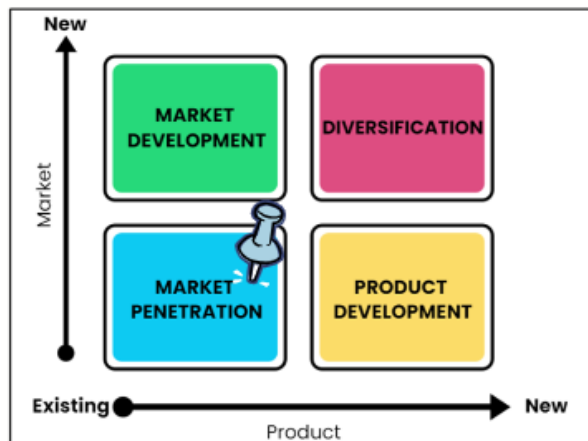 New
MARKET
DEVELOPMENT
DIVERSIFICATION
Market
MARKET
PENETRATION
PRODUCT
DEVELOPMENT
Existing
New
Product